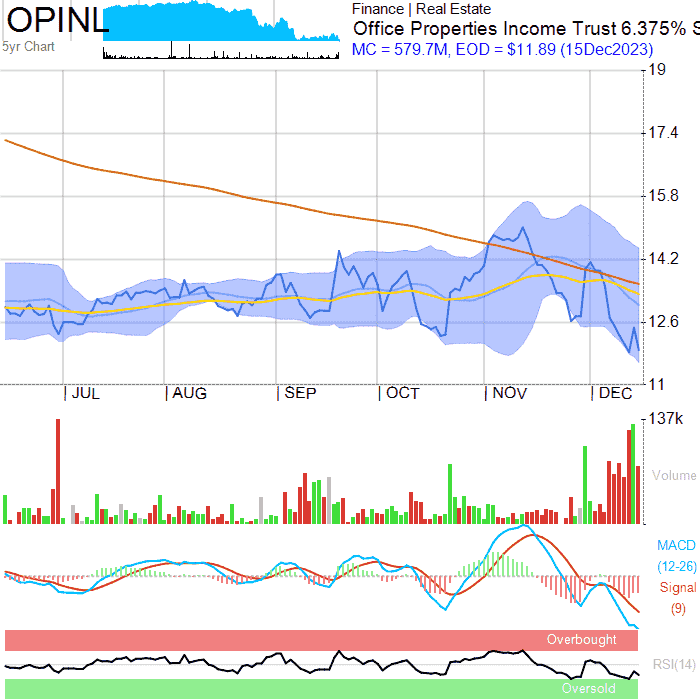 OPINL
5yr Chart
Finance | Real Estate
Office Properties Income Trust 6.375% S
MC = 579.7M, EOD = $11.89 (15Dec2023)
19
17.4
15.8
14.2
12.6
11
JUL AUG SEP OCT NOV DEC
137k
Volume
MACD
(12-26)
Signal
(9)
Overbought
RSI(14)
Oversold